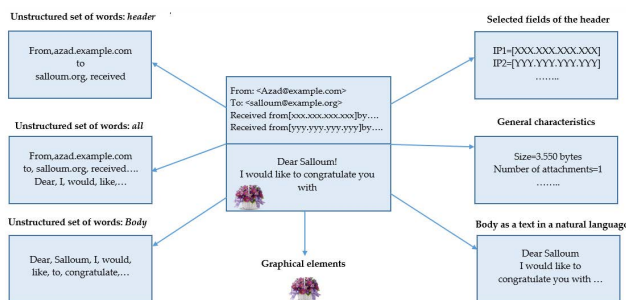 Unstructured set of words: header
From,azad.example.com
to
salloum.org, received
Unstructured set of words: all
From,azad.example.com
to, salloum.org, received….
Dear, I, would, like,…
Unstructured set of words: Body
Dear, Salloum, I, would,
like, to, congratulate,…
From: <Azad@example.com>
To: <salloum@example.org>
Received from[xxx.xxx.xxx.xxx]by….
Received from[yyy.yyy.yyy.yyy]by….
Dear Salloum!
I would like to congratulate you
with
Graphical elements
Selected fields of the header
IP1=[XXX.XXX.XXX.XXX]
IP2=[YYY.YYY.YYY.YYY]
……..
General characteristics
Size=3.550 bytes
Number of attachments=1
……..
Body as a text in a natural language
Dear Salloum
I would like to
congratulate you with …